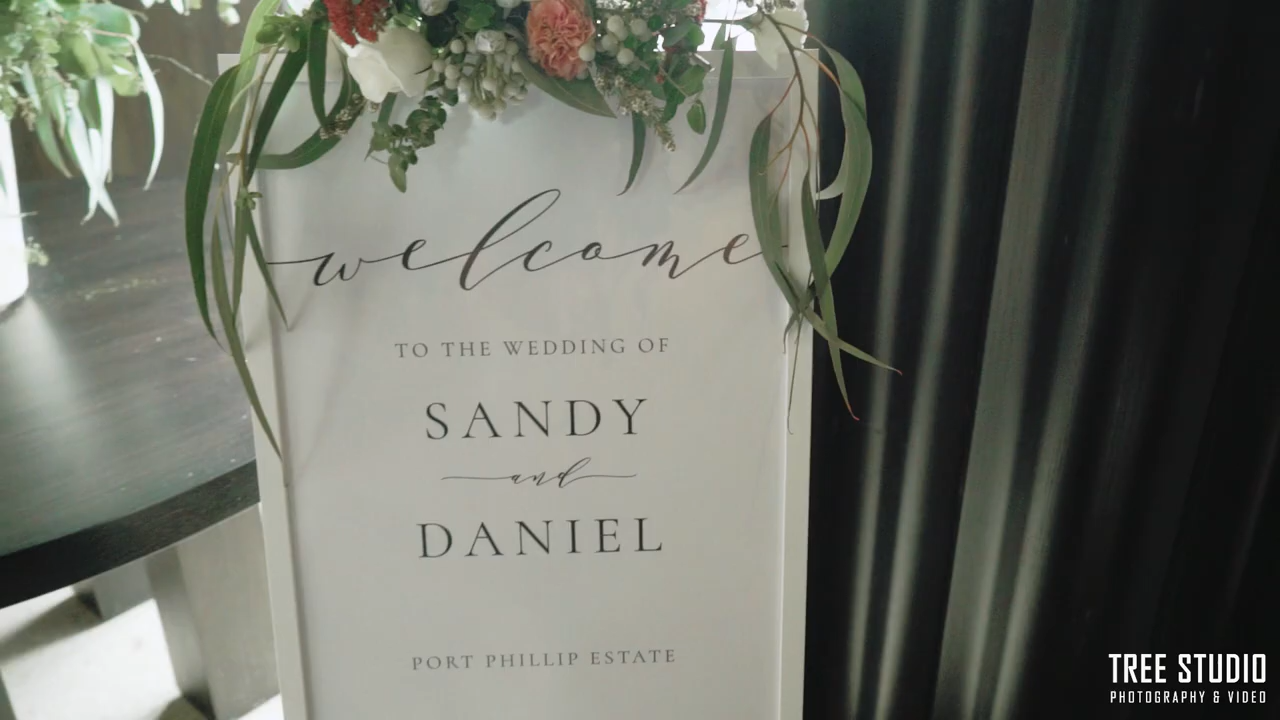 welcome
TO THE WEDDING OF
SANDY
and
DANIEL
PORT PHILLIP ESTATE
TREE STUDIO
PHOTOGRAPHY & VIDEO